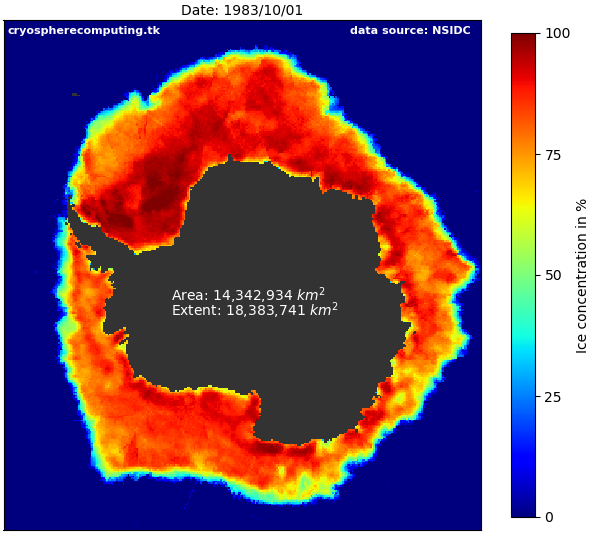 Date: 1983/10/01
cryospherecomputing.tk
data source: NSIDC
100
75
50
25
0
Ice concentration in %
Area: 14,342,934 km²
Extent: 18,383,741 km²